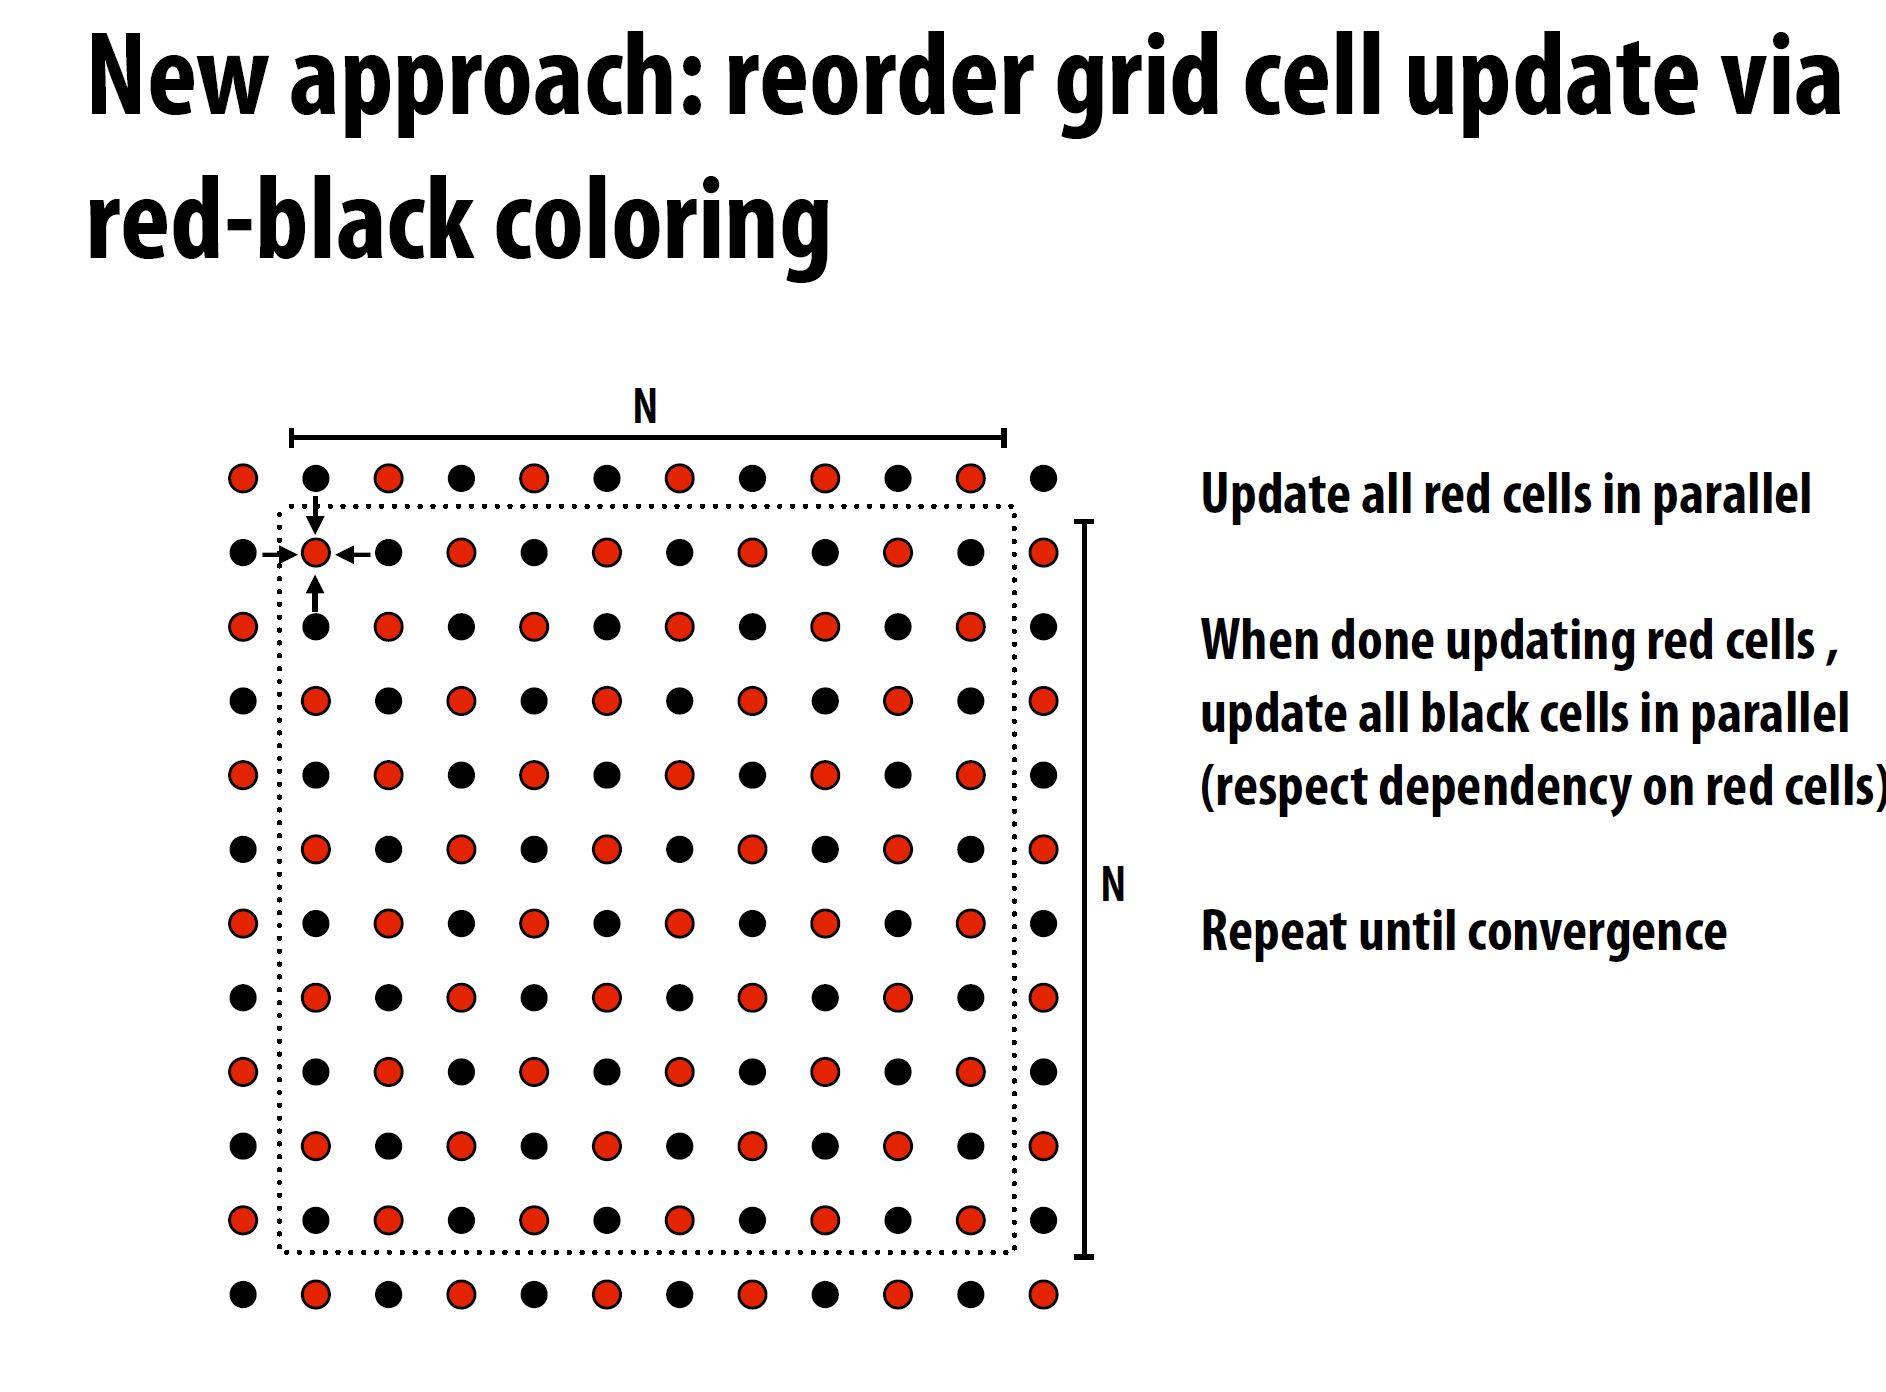 New approach: reorder grid cell update via
red-black coloring
N
Update all red cells in parallel
When done updating red cells ,
update all black cells in parallel
(respect dependency on red cells)
N
Repeat until convergence